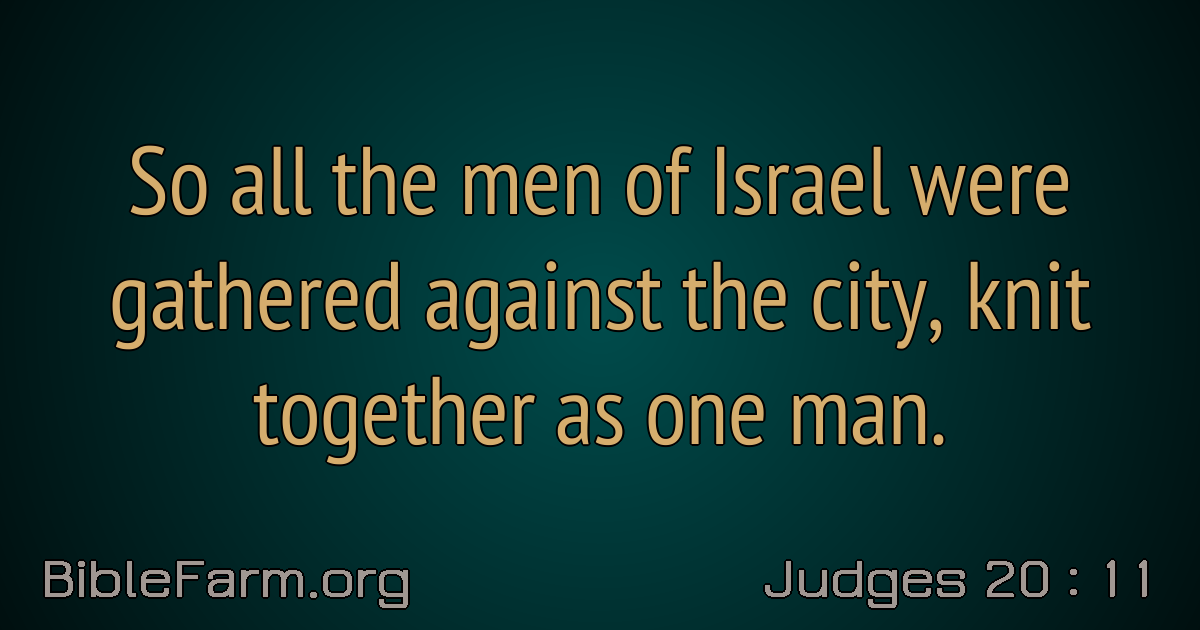 So all the men of Israel were
gathered against the city, knit
together as one man.
BibleFarm.org
Judges 20 : 11